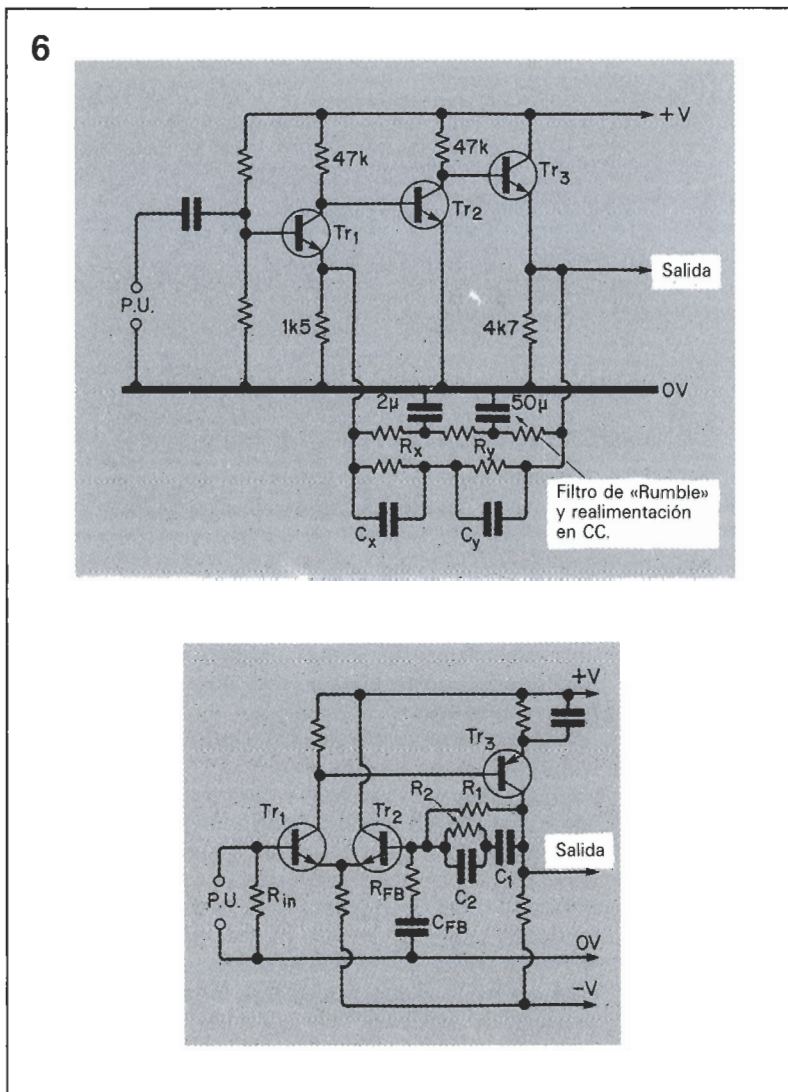 6
+V
47k
47k
Tr3
Tr2
Tr1
Salida
P.U.
1k5
4k7
0V
2µ
50µ
Rx
Ry
Filtro de «Rumble»
y realimentación
en CC.
Cx
Cy
+V
Tr3
R1
R2
Tr1
Tr2
Salida
C1
C2
P.U.
Rin
RFB
CFB
0V
-V